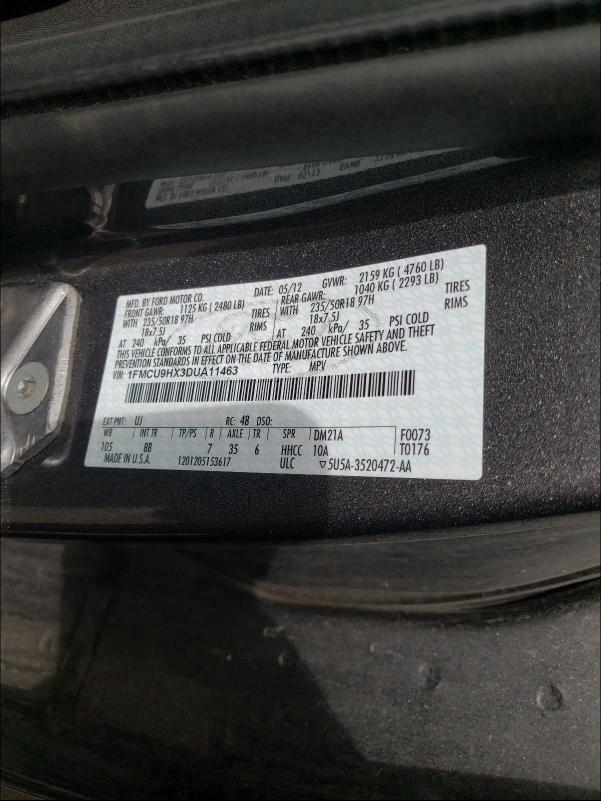 MFD. BY FORD MOTOR CO. DATE: 05/12 GVWR: 2159 KG ( 4760 LB)
FRONT GAWR: 1125 KG ( 2480 LB) REAR GAWR: 1040 KG ( 2293 LB)
WITH 235/50R18 97H TIRES WITH 235/50R18 97H TIRES
18x7.5J RIMS 18x7.5J RIMS
AT 240 kPa/ 35 PSI COLD AT 240 kPa/ 35 PSI COLD
THIS VEHICLE CONFORMS TO ALL APPLICABLE FEDERAL MOTOR VEHICLE SAFETY AND THEFT
PREVENTION STANDARDS IN EFFECT ON THE DATE OF MANUFACTURE SHOWN ABOVE.
VIN: 1FMCU9HX3DUA11463 TYPE: MPV
EXT PNT: UJ RC: 48 DSO:
WB INT TR TP/PS R AXLE TR SPR DM21A F0073
105 8B 7 35 6 HHCC 10A T0176
MADE IN U.S.A. 1201205153617 ULC ▽5U5A-3520472-AA